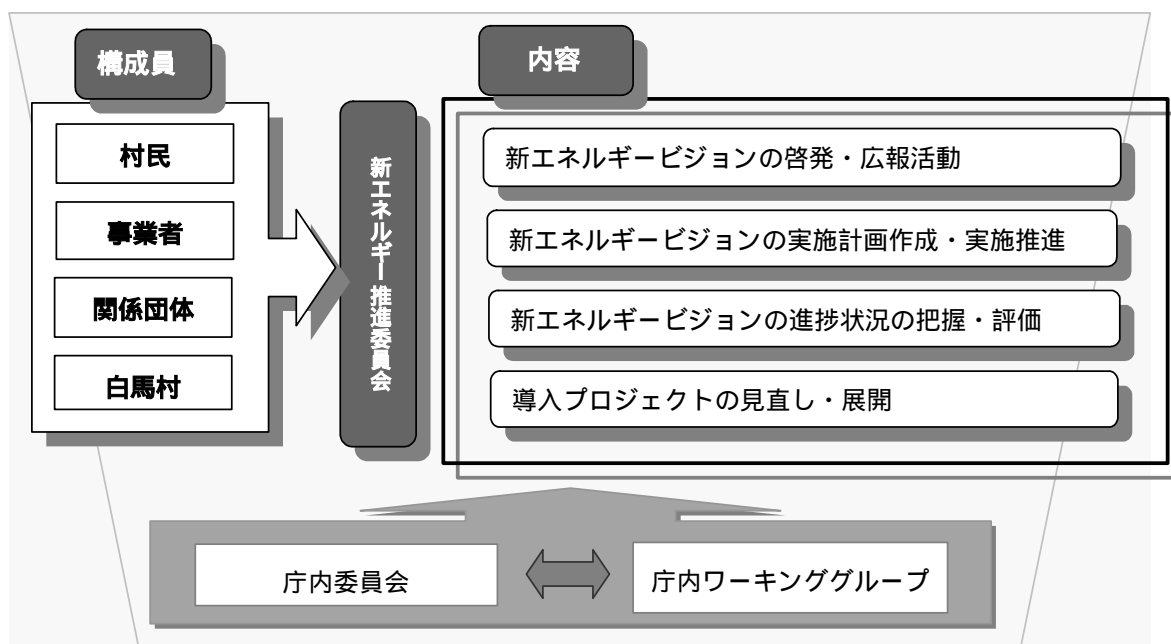 構成員
村民
事業者
関係団体
白馬村
新エネルギー推進委員会
内容
新エネルギービジョンの啓発・広報活動
新エネルギービジョンの実施計画作成・実施推進
新エネルギービジョンの進捗状況の把握・評価
導入プロジェクトの見直し・展開
庁内委員会
庁内ワーキンググループ